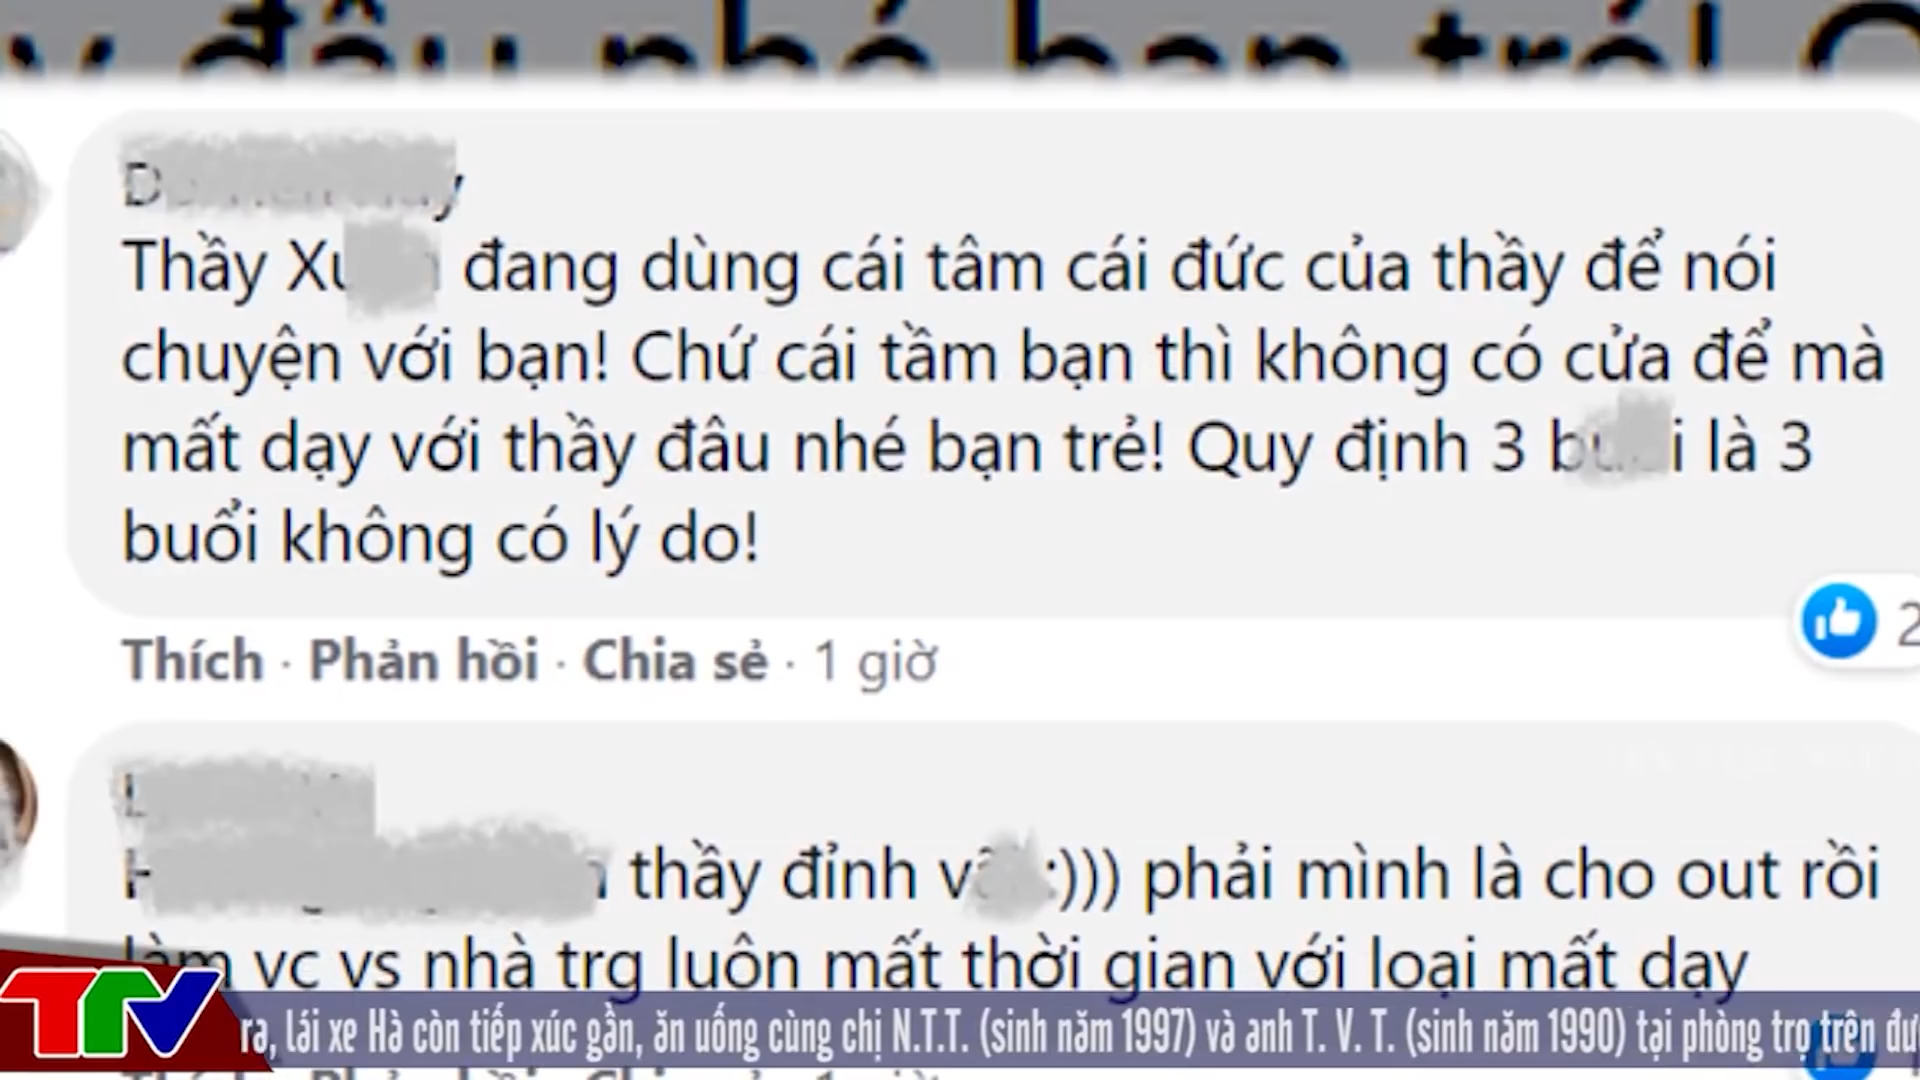 đâu nhé bạn trẻ! Q
Thầy đang dùng cái tâm cái đức của thầy để nói
chuyện với bạn! Chứ cái tầm bạn thì không có cửa để mà
mất dạy với thầy đâu nhé bạn trẻ! Quy định 3 là 3
buổi không có lý do!
Thích · Phản hồi · Chia sẻ · 1 giờ
2
thầy đỉnh :))) phải mình là cho out rồi
làm vc vs nhà trg luôn mất thời gian với loại mất dạy
TTV
ra, lái xe Hà còn tiếp xúc gần, ăn uống cùng chị N.T.T. (sinh năm 1997) và anh T. V. T. (sinh năm 1990) tại phòng trọ trên